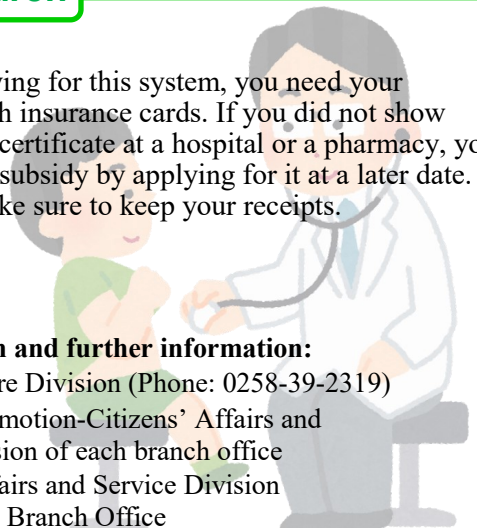 ying for this system, you need your
h insurance cards. If you did not show
certificate at a hospital or a pharmacy, yo
subsidy by applying for it at a later date.
ke sure to keep your receipts.
n and further information:
re Division (Phone: 0258-39-2319)
motion-Citizens’ Affairs and
sion of each branch office
fairs and Service Division
Branch Office